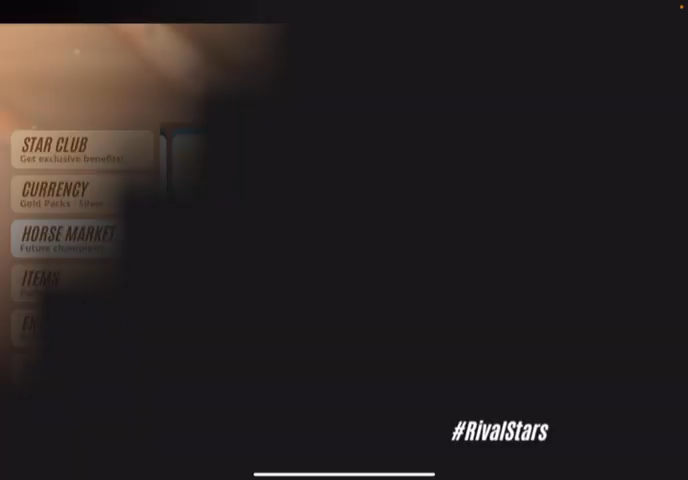 STAR CLUB
Get exclusive benefits!
CURRENCY
Gold Packs · Silver
HORSE MARKET
Future champions
ITEMS
#RivalStars